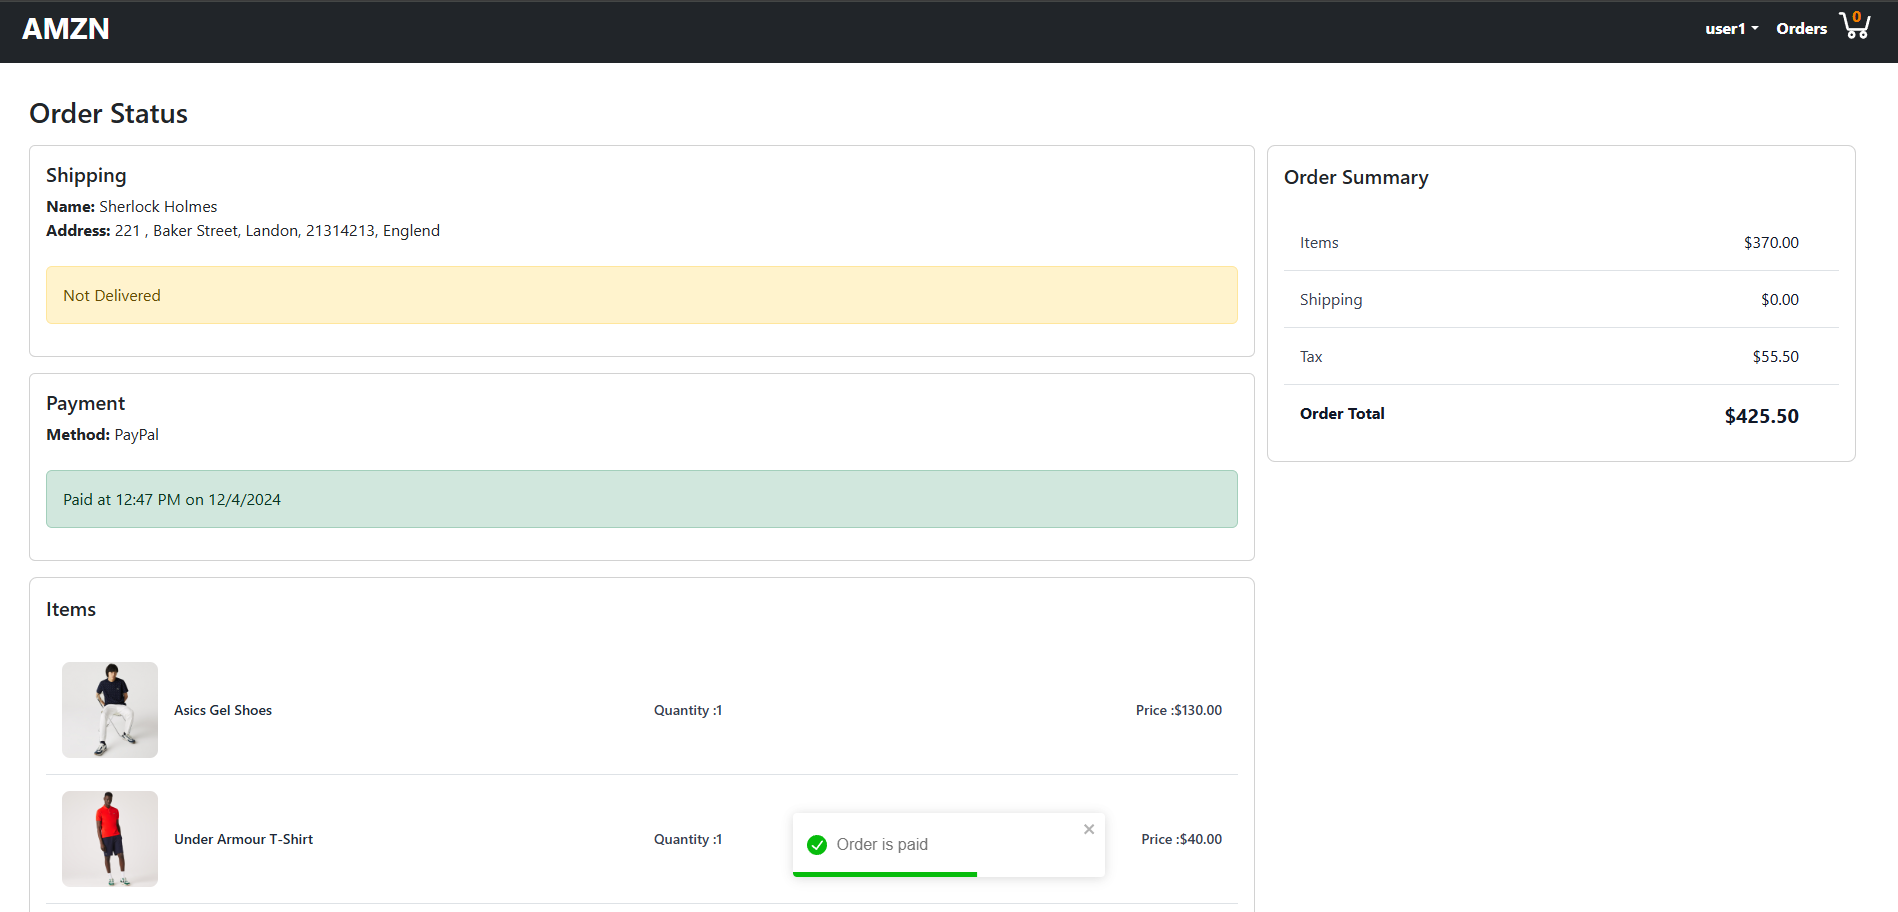 AMZN
user1
Orders
0
Order Status
Shipping
Name: Sherlock Holmes
Address: 221 , Baker Street, Landon, 21314213, Englend
Not Delivered
Payment
Method: PayPal
Paid at 12:47 PM on 12/4/2024
Items
Asics Gel Shoes Quantity :1 Price :$130.00
Under Armour T-Shirt Quantity :1 Price :$40.00
Order is paid
Order Summary
Items $370.00
Shipping $0.00
Tax $55.50
Order Total $425.50